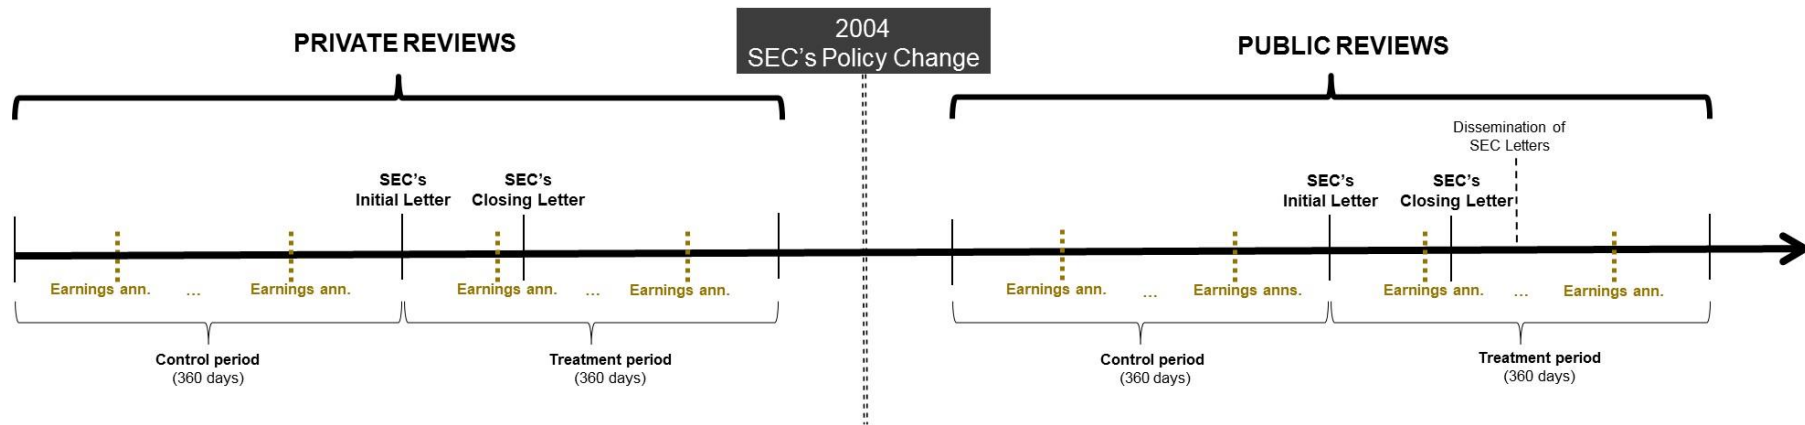 2004
SEC's Policy Change
PRIVATE REVIEWS
PUBLIC REVIEWS
Dissemination of
SEC Letters
SEC's
Initial Letter
SEC's
Closing Letter
SEC's
Initial Letter
SEC's
Closing Letter
Earnings ann. ... Earnings ann. Earnings ann. ... Earnings ann.
Earnings ann. ... Earnings anns. Earnings ann. ... Earnings ann.
Control period
(360 days)
Treatment period
(360 days)
Control period
(360 days)
Treatment period
(360 days)